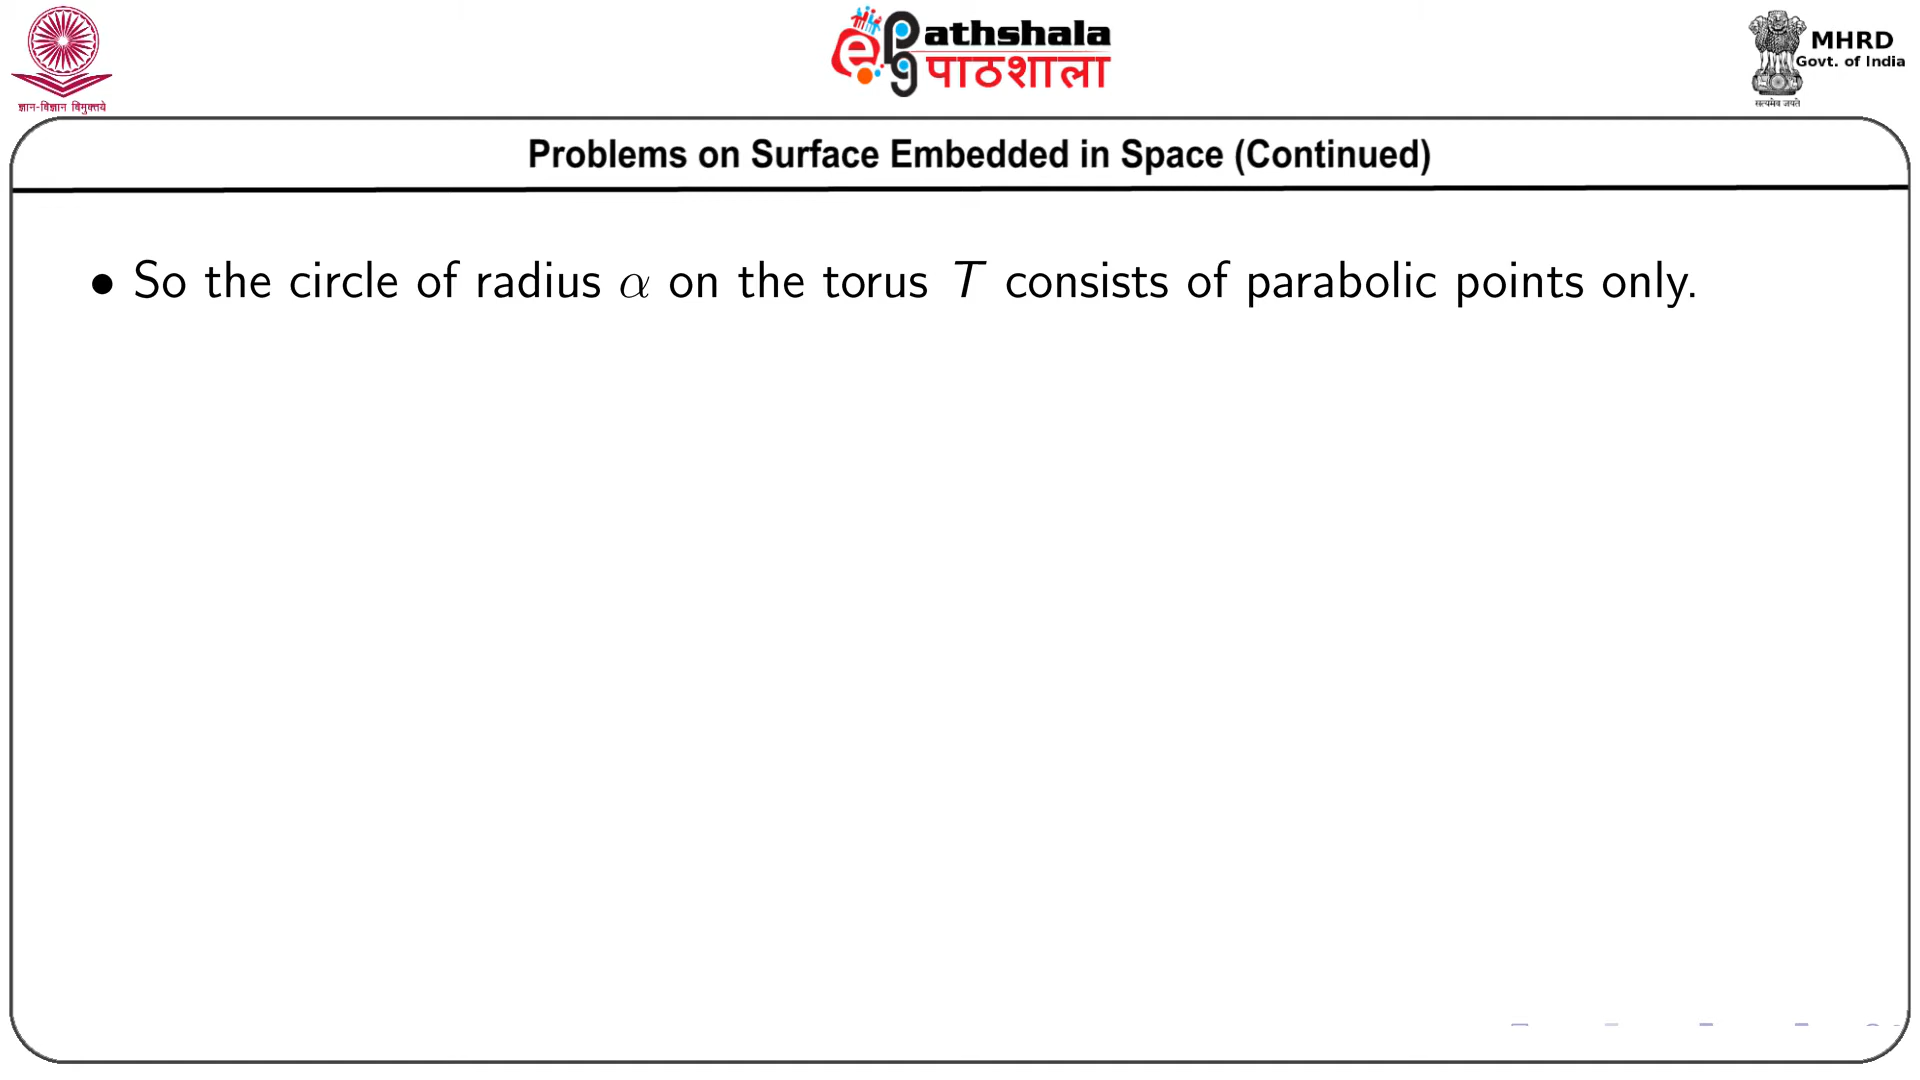 ज्ञान-विज्ञान विमुक्तये
ePG athshala
पाठशाला
MHRD
Govt. of India
सत्यमेव जयते
Problems on Surface Embedded in Space (Continued)
• So the circle of radius α on the torus T consists of parabolic points only.